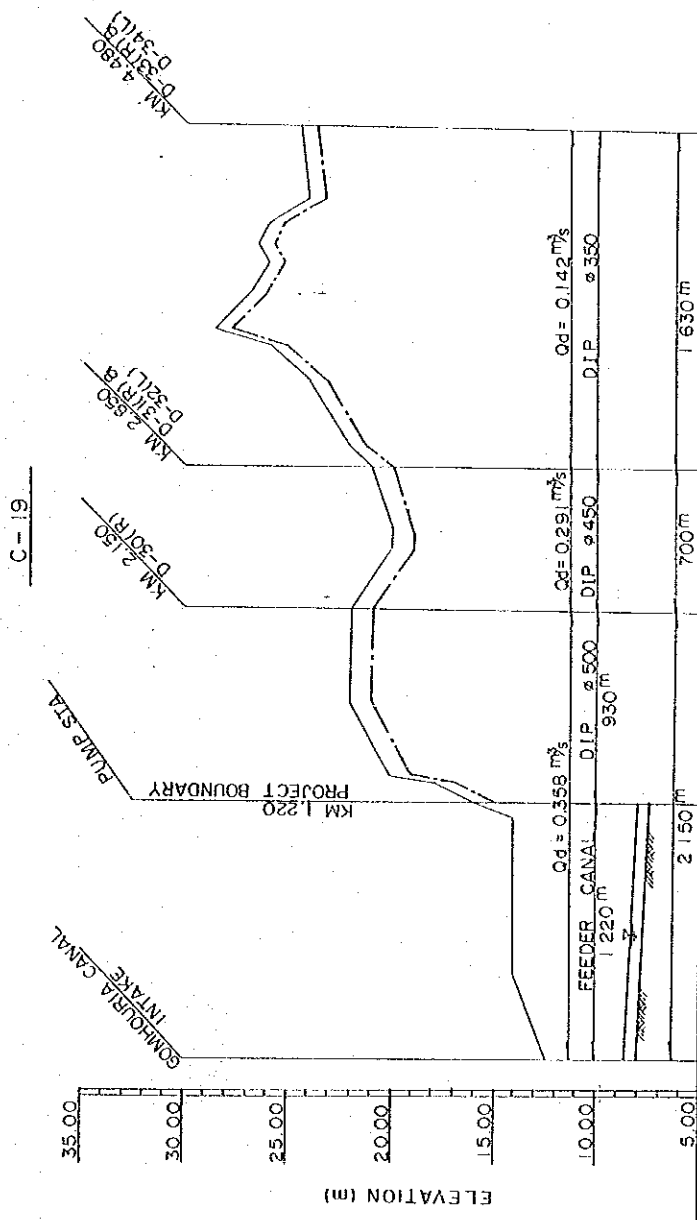 C-19
GOMHOURIA CANAL
INTAKE
PUMP STA
KM 1.220
PROJECT BOUNDARY
KM 2.150
D-30(R)
KM 2.850
D-31(R) &
D-32(L)
KM 4.480
D-33(R) &
D-34(L)
ELEVATION (m)
35.00
30.00
25.00
20.00
15.00
10.00
5.00
Qd = 0.358 m³/s
Qd = 0.291 m³/s
Qd = 0.142 m³/s
FEEDER CANAL
DIP ø500
DIP ø450
DIP ø350
1 220 m
930 m
2 150 m
700 m
1 630 m